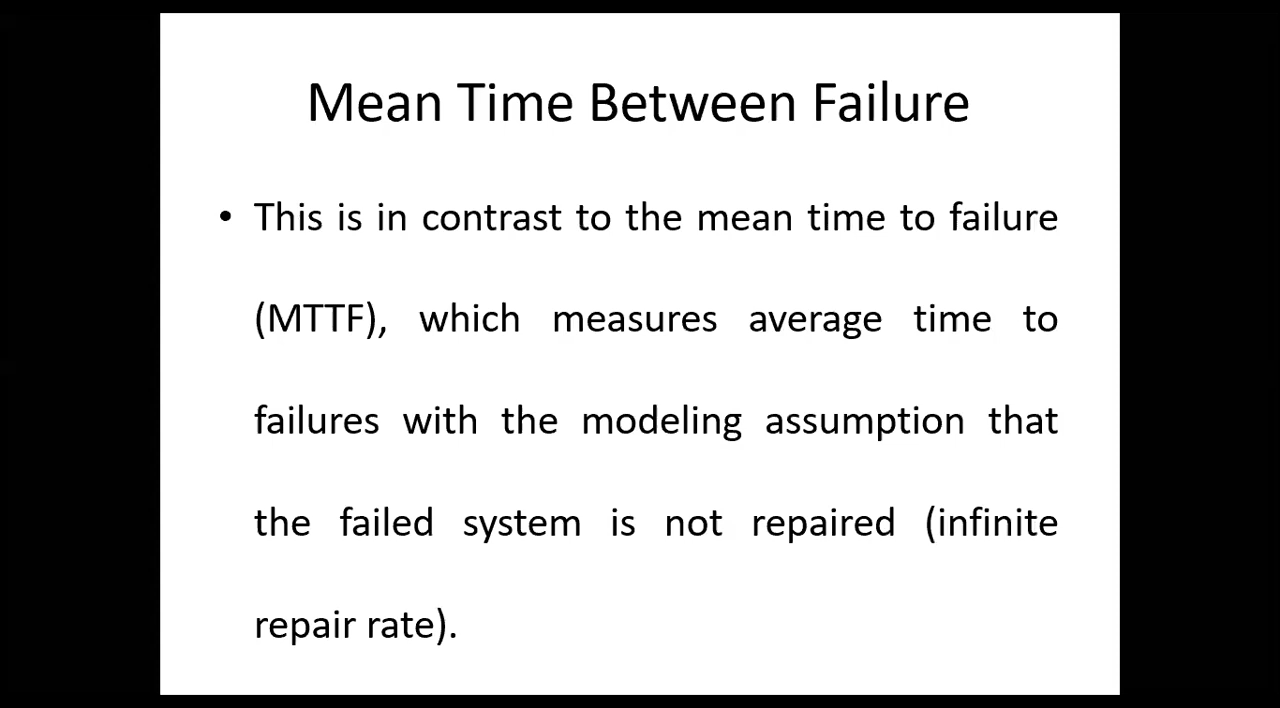 Mean Time Between Failure
• This is in contrast to the mean time to failure
(MTTF), which measures average time to
failures with the modeling assumption that
the failed system is not repaired (infinite
repair rate).